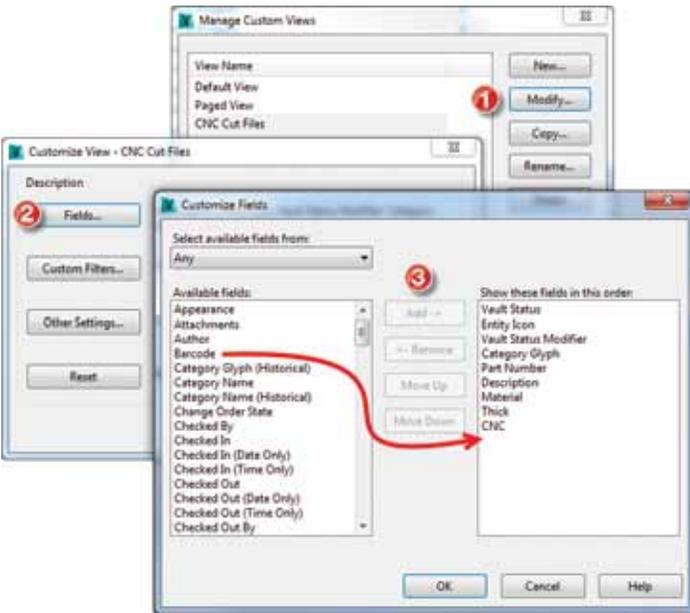 Manage Custom Views
View Name
Default View
Paged View
CNC Cut Files
New...
1
Modify...
Copy...
Rename...
Customize View - CNC Cut Files
Description
2
Fields...
Custom Filters...
Other Settings...
Reset
Customize Fields
Select available fields from:
Any
Available fields:
Appearance
Attachments
Author
Barcode
Category Glyph (Historical)
Category Name
Category Name (Historical)
Change Order State
Checked By
Checked In
Checked In (Date Only)
Checked In (Time Only)
Checked Out
Checked Out (Date Only)
Checked Out (Time Only)
Checked Out By
3
Add ->
<- Remove
Move Up
Move Down
Show these fields in this order:
Vault Status
Entity Icon
Vault Status Modifier
Category Glyph
Part Number
Description
Material
Thick
CNC
OK
Cancel
Help